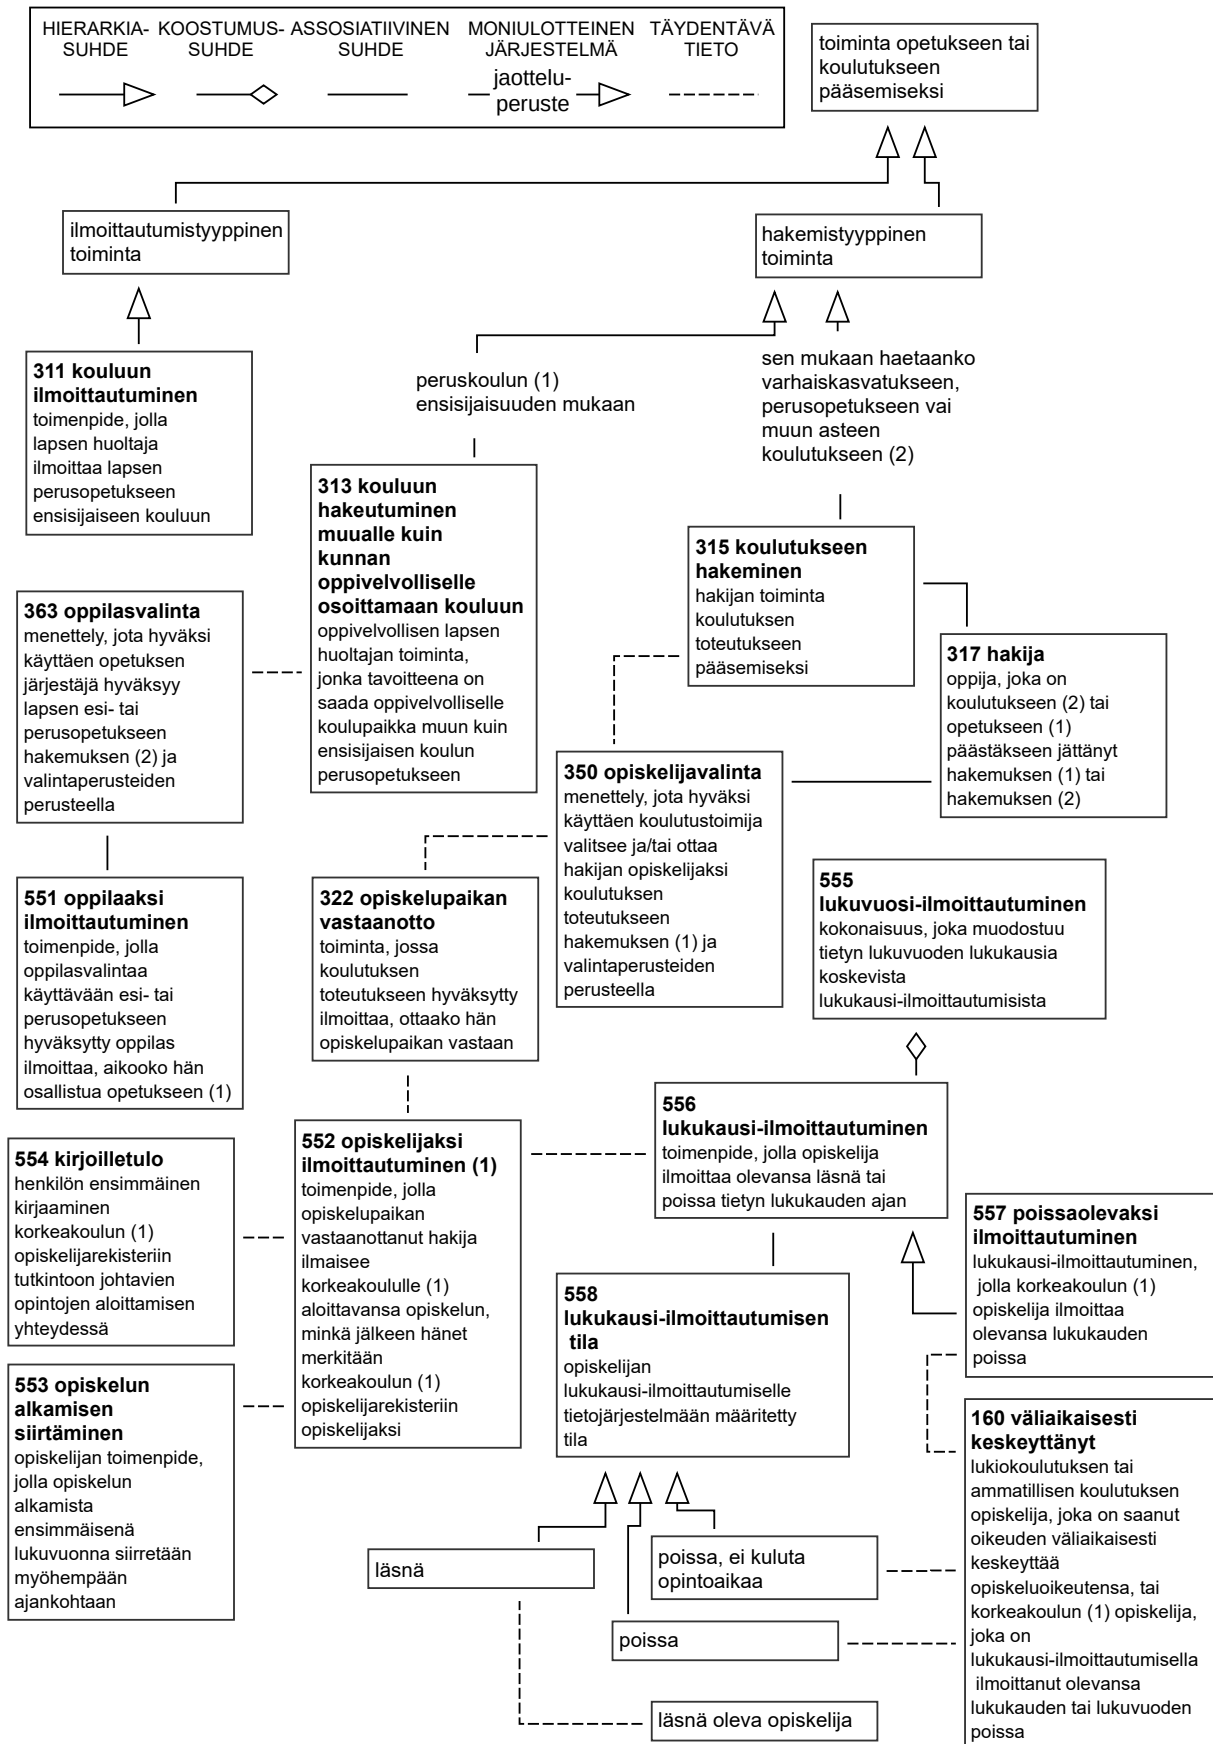 HIERARKIA-
SUHDE
KOOSTUMUS-
SUHDE
ASSOSIATIIVINEN
SUHDE
MONIULOTTEINEN
JÄRJESTELMÄ
TÄYDENTÄVÄ
TIETO
jaottelu-
peruste
toiminta opetukseen tai
koulutukseen
pääsemiseksi
ilmoittautumistyyppinen
toiminta
hakemistyyppinen
toiminta
311 kouluun
ilmoittautuminen
toimenpide, jolla
lapsen huoltaja
ilmoittaa lapsen
perusopetukseen
ensisijaiseen kouluun
peruskoulun (1)
ensisijaisuuden mukaan
sen mukaan haetaanko
varhaiskasvatukseen,
perusopetukseen vai
muun asteen
koulutukseen (2)
313 kouluun
hakeutuminen
muualle kuin
kunnan
oppivelvolliselle
osoittamaan kouluun
oppivelvollisen lapsen
huoltajan toiminta,
jonka tavoitteena on
saada oppivelvolliselle
koulupaikka muun kuin
ensisijaisen koulun
perusopetukseen
315 koulutukseen
hakeminen
hakijan toiminta
koulutuksen
toteutukseen
pääsemiseksi
363 oppilasvalinta
menettely, jota hyväksi
käyttäen opetuksen
järjestäjä hyväksyy
lapsen esi- tai
perusopetukseen
hakemuksen (2) ja
valintaperusteiden
perusteella
317 hakija
oppija, joka on
koulutukseen (2) tai
opetukseen (1)
päästäkseen jättänyt
hakemuksen (1) tai
hakemuksen (2)
350 opiskelijavalinta
menettely, jota hyväksi
käyttäen koulutustoimija
valitsee ja/tai ottaa
hakijan opiskelijaksi
koulutuksen
toteutukseen
hakemuksen (1) ja
valintaperusteiden
perusteella
551 oppilaaksi
ilmoittautuminen
toimenpide, jolla
oppilasvalintaa
käyttävään esi- tai
perusopetukseen
hyväksytty oppilas
ilmoittaa, aikooko hän
osallistua opetukseen (1)
322 opiskelupaikan
vastaanotto
toiminta, jossa
koulutuksen
toteutukseen hyväksytty
ilmoittaa, ottaako hän
opiskelupaikan vastaan
555
lukuvuosi-ilmoittautuminen
kokonaisuus, joka muodostuu
tietyn lukuvuoden lukukausia
koskevista
lukukausi-ilmoittautumisista
556
lukukausi-ilmoittautuminen
toimenpide, jolla opiskelija
ilmoittaa olevansa läsnä tai
poissa tietyn lukukauden ajan
554 kirjoilletulo
henkilön ensimmäinen
kirjaaminen
korkeakoulun (1)
opiskelijarekisteriin
tutkintoon johtavien
opintojen aloittamisen
yhteydessä
552 opiskelijaksi
ilmoittautuminen (1)
toimenpide, jolla
opiskelupaikan
vastaanottanut hakija
ilmaisee
korkeakoululle (1)
aloittavansa opiskelun,
minkä jälkeen hänet
merkitään
korkeakoulun (1)
opiskelijarekisteriin
opiskelijaksi
557 poissaolevaksi
ilmoittautuminen
lukukausi-ilmoittautuminen,
jolla korkeakoulun (1)
opiskelija ilmoittaa
olevansa lukukauden
poissa
558
lukukausi-ilmoittautumisen
tila
opiskelijan
lukukausi-ilmoittautumiselle
tietojärjestelmään määritetty
tila
553 opiskelun
alkamisen
siirtäminen
opiskelijan toimenpide,
jolla opiskelun
alkamista
ensimmäisenä
lukuvuonna siirretään
myöhempään
ajankohtaan
160 väliaikaisesti
keskeyttänyt
lukiokoulutuksen tai
ammatillisen koulutuksen
opiskelija, joka on saanut
oikeuden väliaikaisesti
keskeyttää
opiskeluoikeutensa, tai
korkeakoulun (1) opiskelija,
joka on
lukukausi-ilmoittautumisella
ilmoittanut olevansa
lukukauden tai lukuvuoden
poissa
läsnä
poissa, ei kuluta
opintoaikaa
poissa
läsnä oleva opiskelija